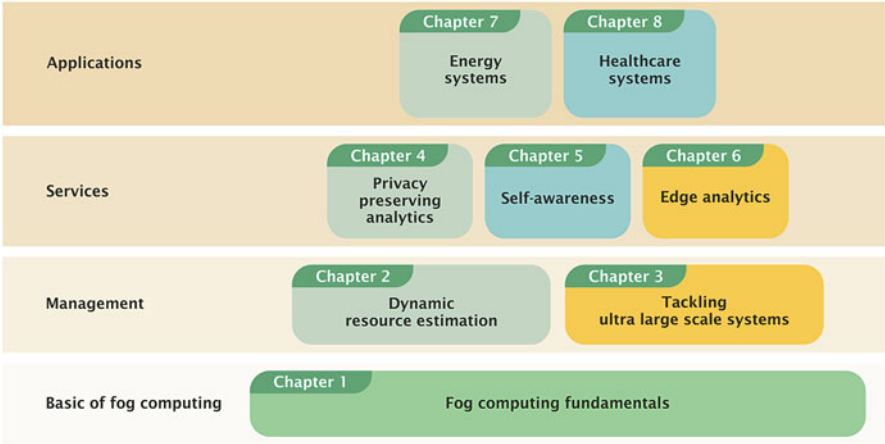 Chapter 7
Chapter 8
Applications
Energy
systems
Healthcare
systems
Chapter 4
Chapter 5
Chapter 6
Services
Privacy
preserving
analytics
Self-awareness
Edge analytics
Chapter 2
Chapter 3
Management
Dynamic
resource estimation
Tackling
ultra large scale systems
Chapter 1
Basic of fog computing
Fog computing fundamentals